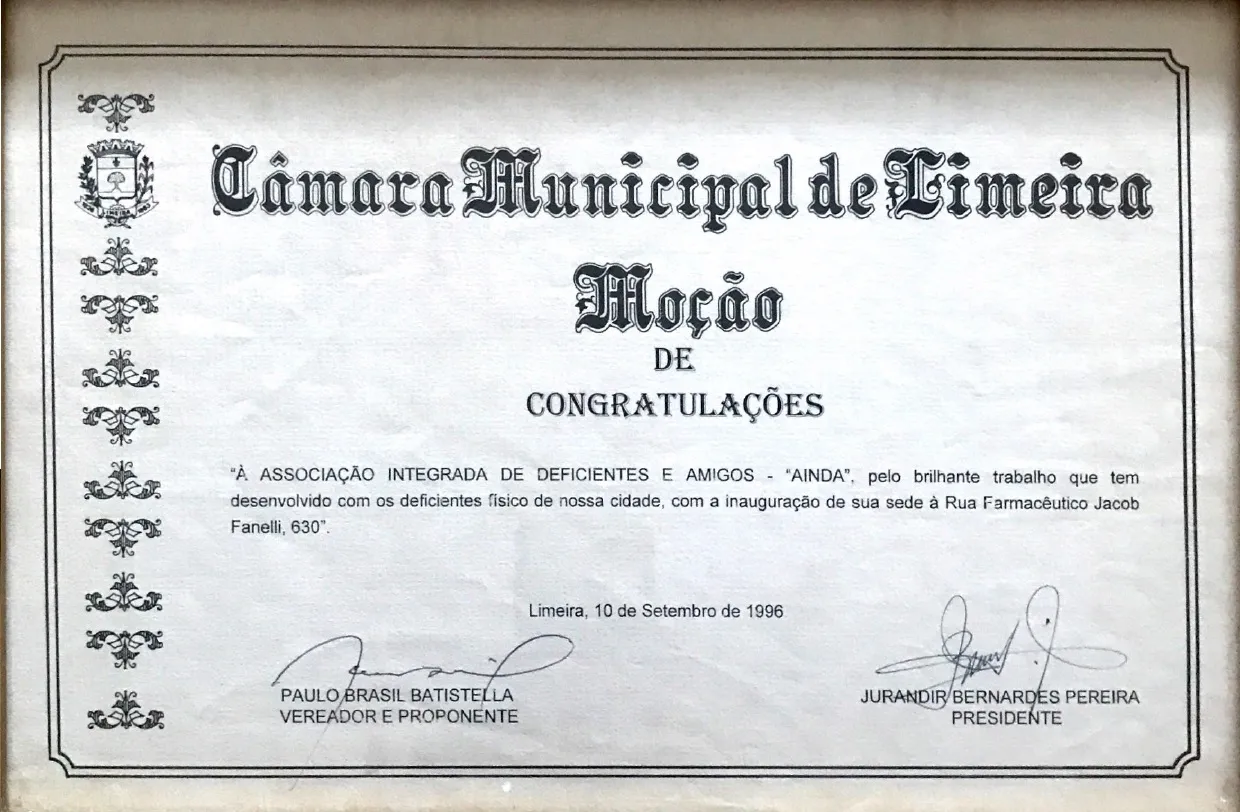 Câmara Municipal de Limeira
Moção
DE
CONGRATULAÇÕES
"À ASSOCIAÇÃO INTEGRADA DE DEFICIENTES E AMIGOS - "AINDA", pelo brilhante trabalho que tem
desenvolvido com os deficientes físico de nossa cidade, com a inauguração de sua sede à Rua Farmacêutico Jacob
Fanelli, 630".
Limeira, 10 de Setembro de 1996
PAULO BRASIL BATISTELLA
VEREADOR E PROPONENTE
JURANDIR BERNARDES PEREIRA
PRESIDENTE